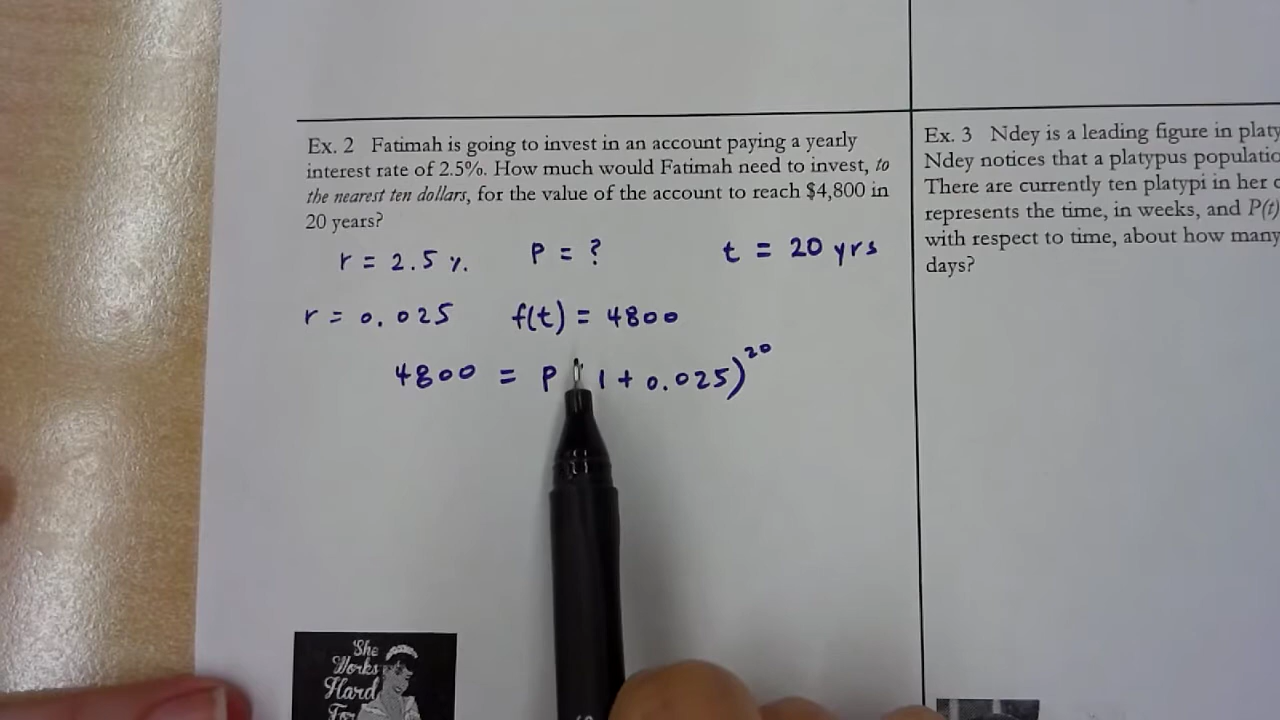 Ex. 2 Fatimah is going to invest in an account paying a yearly
interest rate of 2.5%. How much would Fatimah need to invest, to
the nearest ten dollars, for the value of the account to reach $4,800 in
20 years?
r = 2.5 % P = ? t = 20 yrs
r = 0.025 f(t) = 4800
4800 = P (1 + 0.025)^20
She
Works
Hard
For
Ex. 3 Ndey is a leading figure in
Ndey notices that a platypus
There are currently ten platypi in her
represents the time, in weeks, and P(t)
with respect to time, about how many
days?